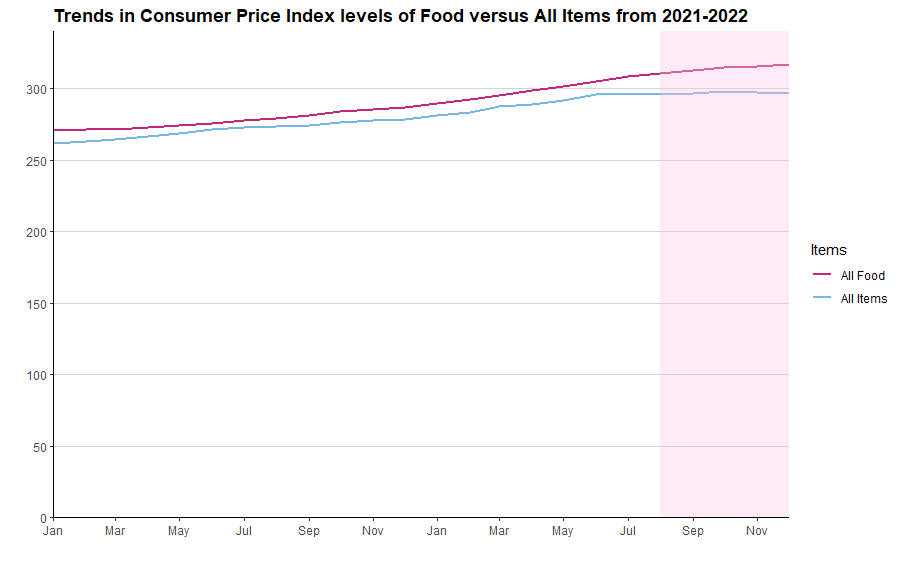 Trends in Consumer Price Index levels of Food versus All Items from 2021-2022
300
250
200
150
100
50
0
Jan Mar May Jul Sep Nov Jan Mar May Jul Sep Nov
Items
All Food
All Items